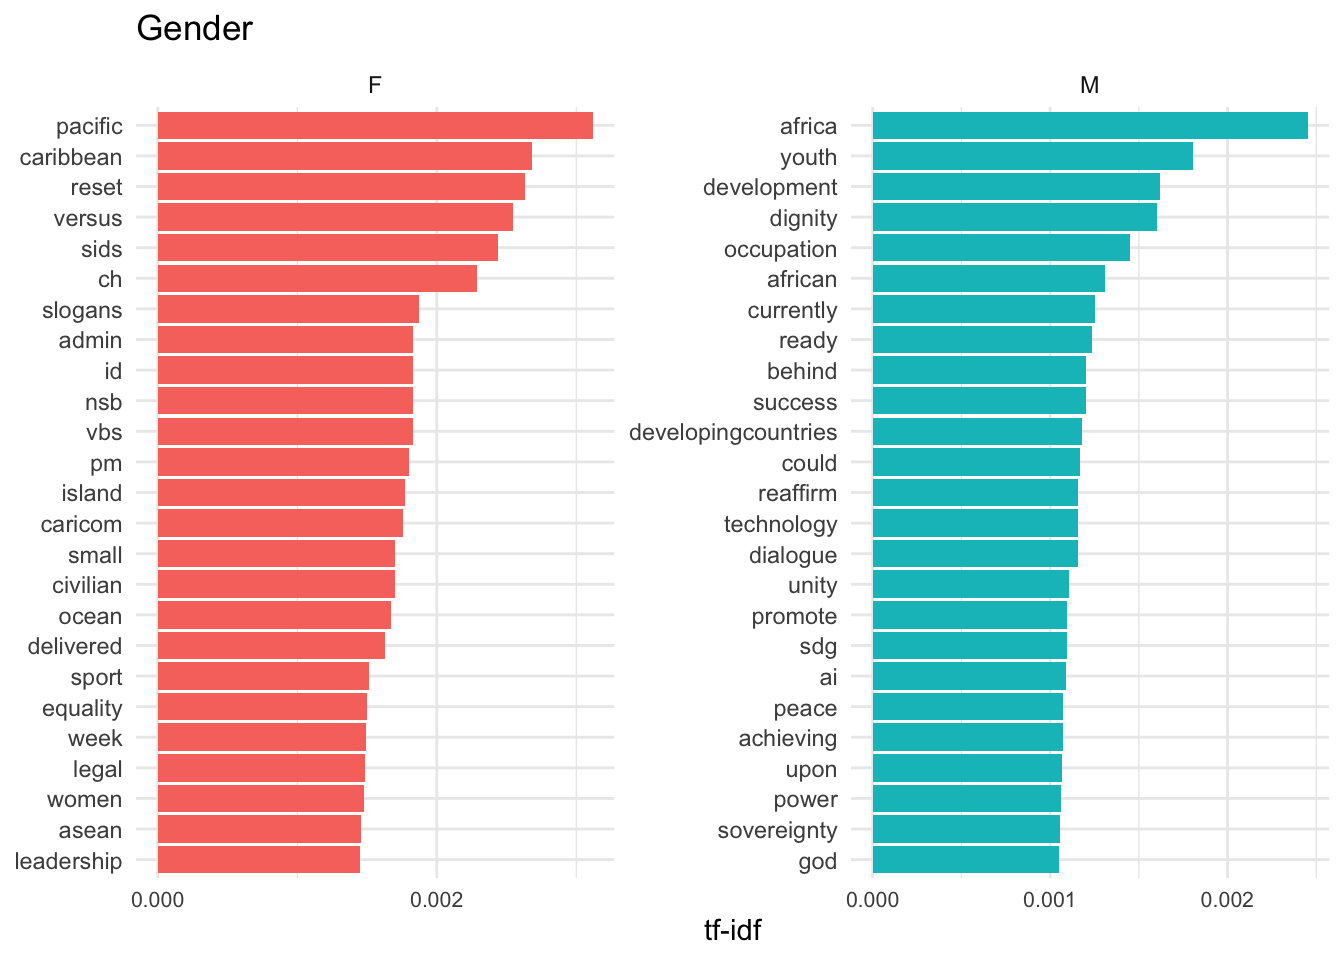 Gender
F
pacific
caribbean
reset
versus
sids
ch
slogans
admin
id
nsb
vbs
pm
island
caricom
small
civilian
ocean
delivered
sport
equality
week
legal
women
asean
leadership
0.000 0.002
M
africa
youth
development
dignity
occupation
african
currently
ready
behind
success
developingcountries
could
reaffirm
technology
dialogue
unity
promote
sdg
ai
peace
achieving
upon
power
sovereignty
god
0.000 0.001 0.002
tf-idf